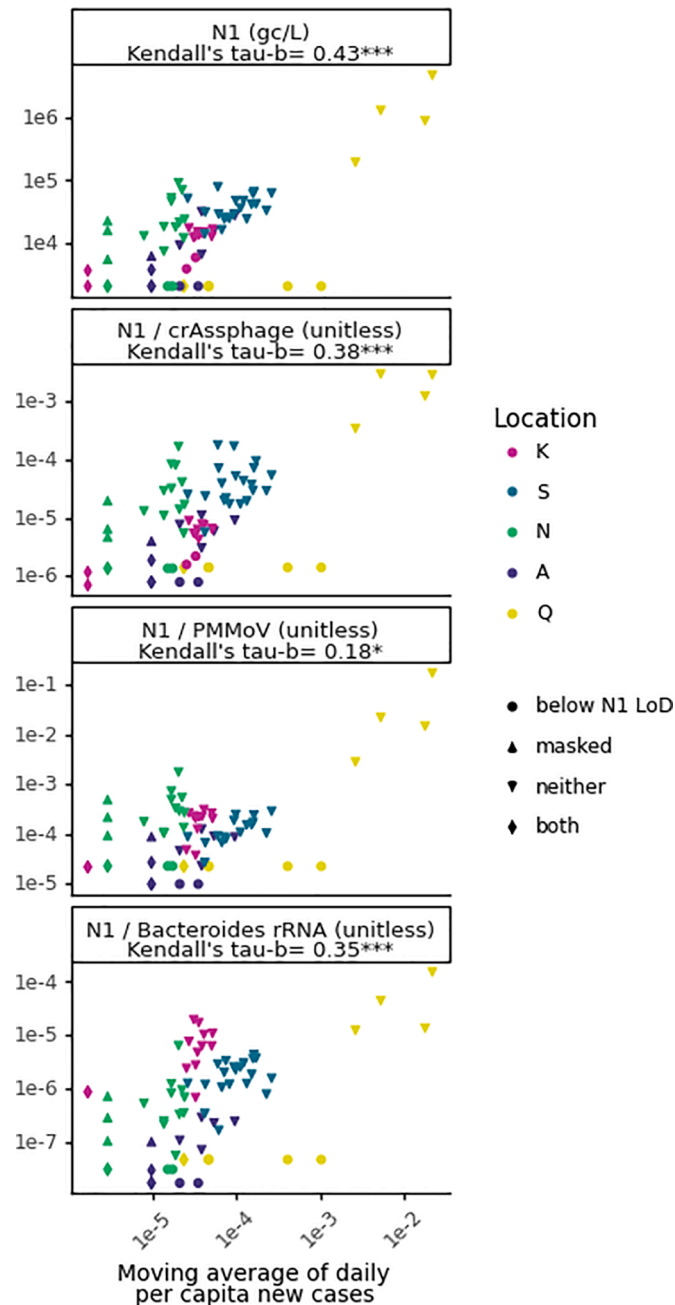 N1 (gc/L)
Kendall's tau-b= 0.43***
1e6
1e5
1e4
N1 / crAssphage (unitless)
Kendall's tau-b= 0.38***
1e-3
1e-4
1e-5
1e-6
N1 / PMMoV (unitless)
Kendall's tau-b= 0.18*
1e-1
1e-2
1e-3
1e-4
1e-5
N1 / Bacteroides rRNA (unitless)
Kendall's tau-b= 0.35***
1e-4
1e-5
1e-6
1e-7
1e-5
1e-4
1e-3
1e-2
Moving average of daily
per capita new cases
Location
K
S
N
A
Q
below N1 LoD
masked
neither
both